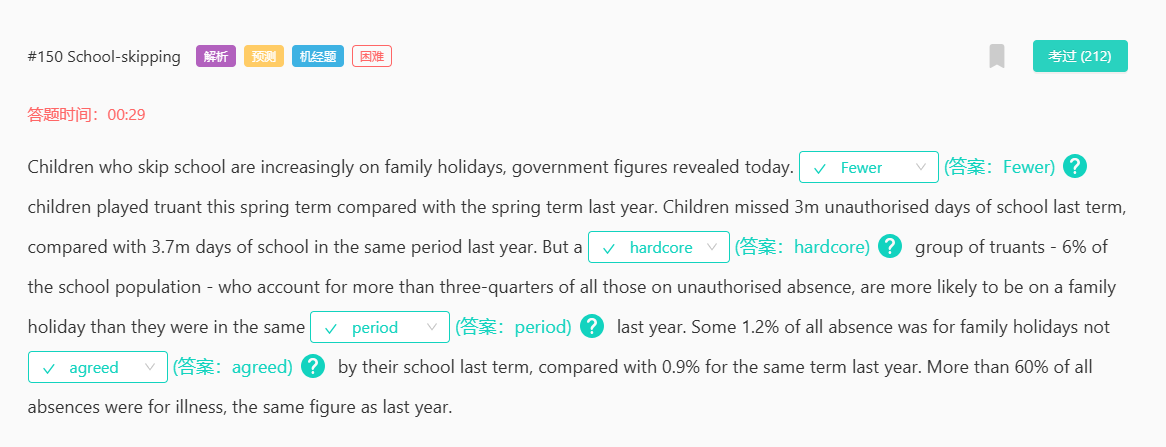 #150 School-skipping 解析 预测 机经题 困难 考过 (212)
答题时间：00:29
Children who skip school are increasingly on family holidays, government figures revealed today. Fewer (答案：Fewer) ?
children played truant this spring term compared with the spring term last year. Children missed 3m unauthorised days of school last term,
compared with 3.7m days of school in the same period last year. But a hardcore (答案：hardcore) ? group of truants - 6% of
the school population - who account for more than three-quarters of all those on unauthorised absence, are more likely to be on a family
holiday than they were in the same period (答案：period) ? last year. Some 1.2% of all absence was for family holidays not
agreed (答案：agreed) ? by their school last term, compared with 0.9% for the same term last year. More than 60% of all
absences were for illness, the same figure as last year.